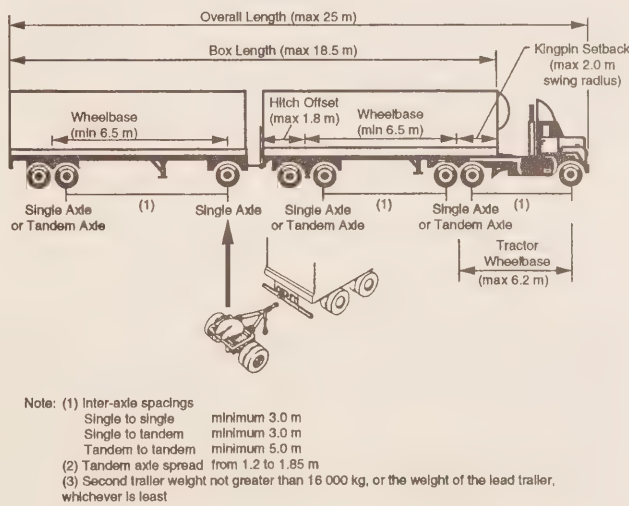 Overall Length (max 25 m)
Box Length (max 18.5 m)
Kingpin Setback
(max 2.0 m
swing radius)
Hitch Offset
(max 1.8 m)
Wheelbase
(min 6.5 m)
Wheelbase
(min 6.5 m)
(1)
(1)
(1)
Single Axle
or Tandem Axle
Single Axle
Single Axle
or Tandem Axle
Single Axle
or Tandem Axle
Tractor
Wheelbase
(max 6.2 m)
Note: (1) Inter-axle spacings
Single to single minimum 3.0 m
Single to tandem minimum 3.0 m
Tandem to tandem minimum 5.0 m
(2) Tandem axle spread from 1.2 to 1.85 m
(3) Second trailer weight not greater than 16 000 kg, or the weight of the lead trailer,
whichever is least